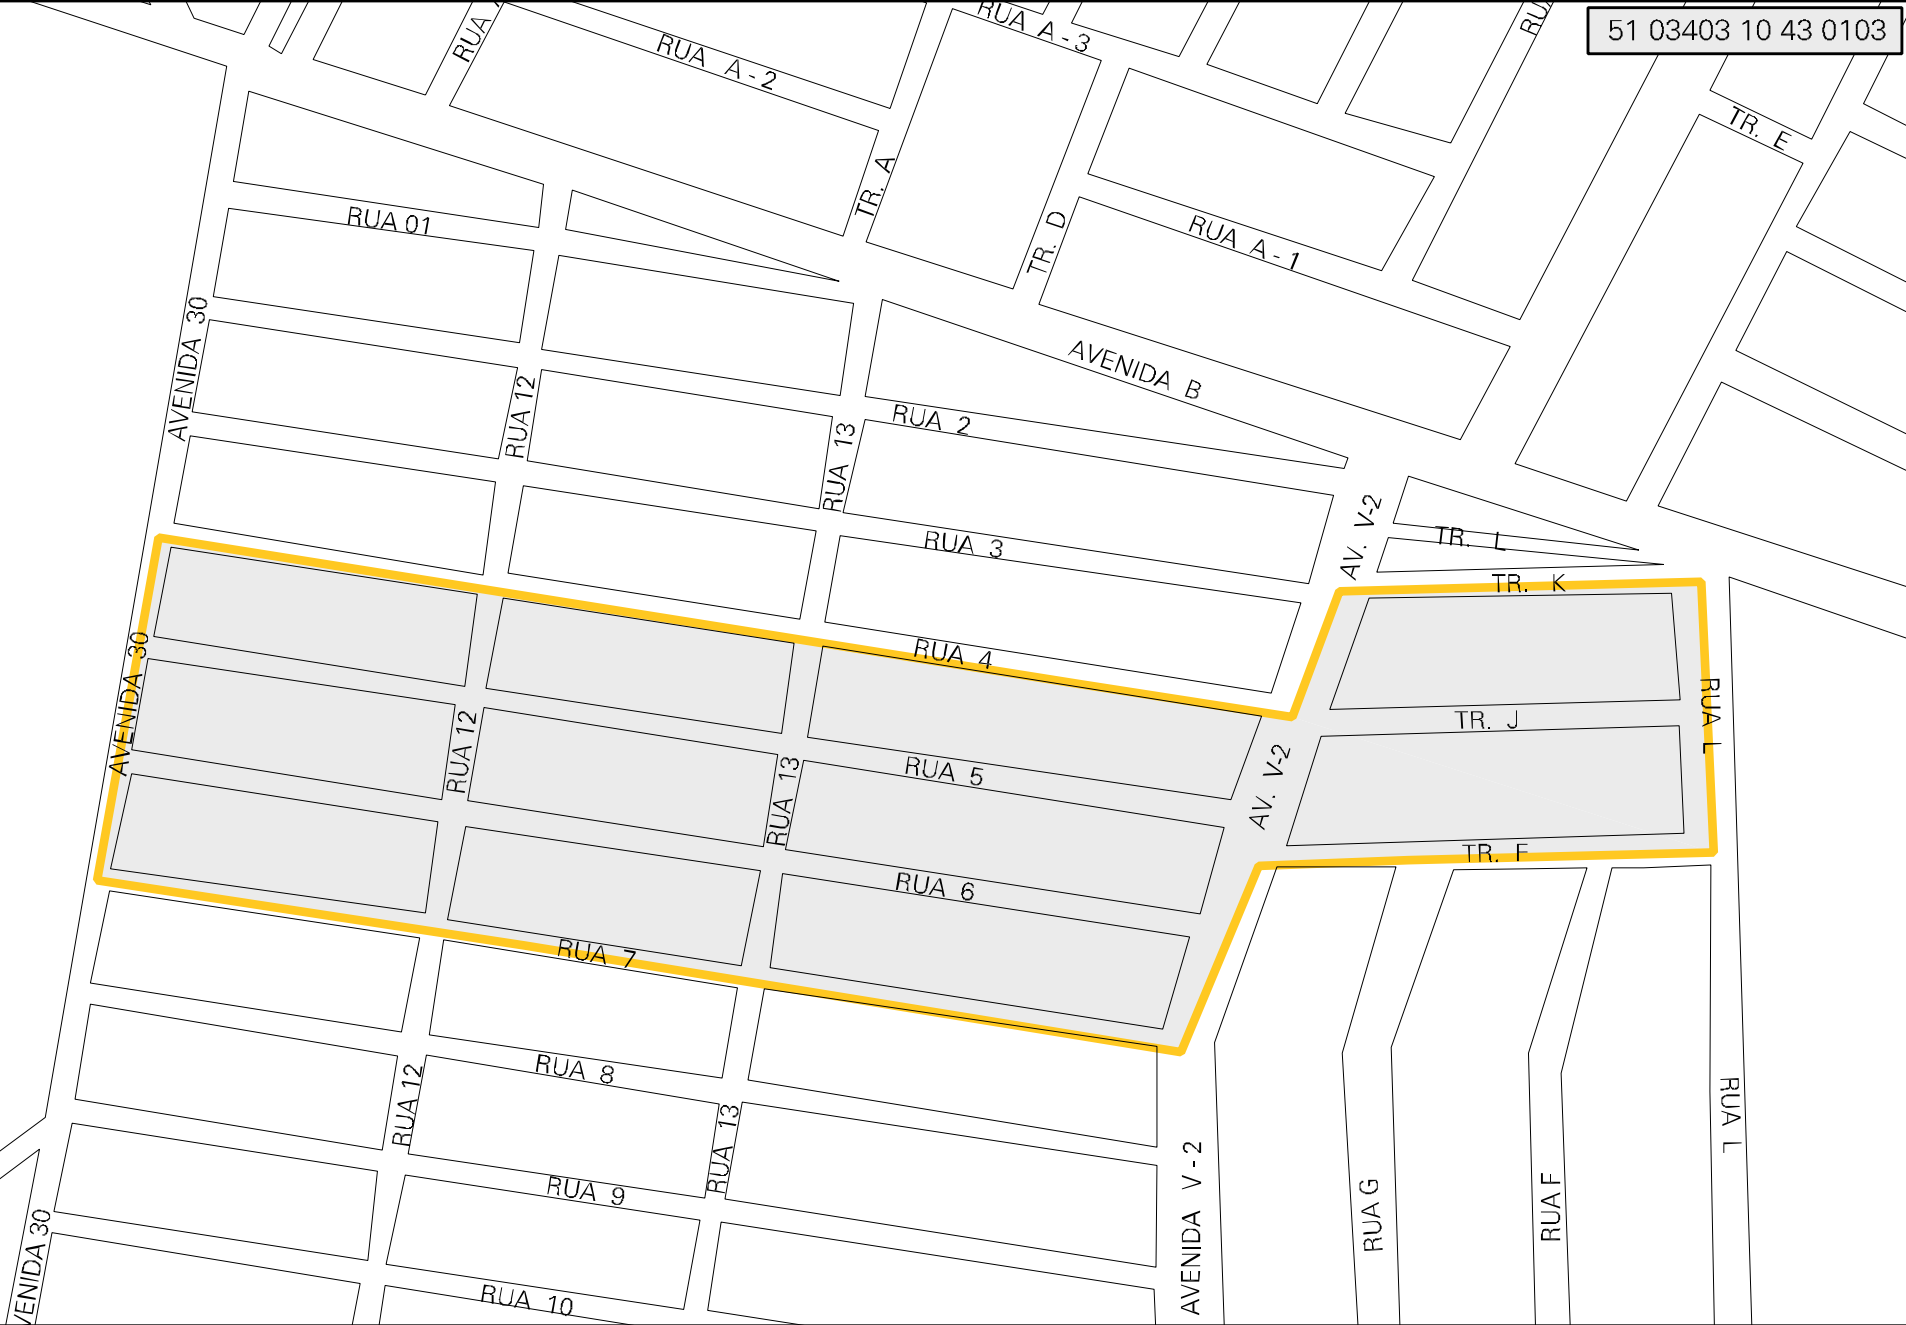 51 03403 10 43 0103
RUA A-3
RUA
RUA
RUA A-2
TR. E
TR. A
RUA 01
TR. D
RUA A-1
AVENIDA 30
AVENIDA B
RUA 12
RUA 2
RUA 13
AV. V-2
RUA 3
TR. L
TR. K
RUA 4
AVENIDA 30
RUA L
TR. J
RUA 12
RUA 5
RUA 13
AV. V-2
TR. F
RUA 6
RUA 7
RUA 8
RUA 12
RUA 13
RUA L
RUA 9
AVENIDA V-2
RUA G
RUA F
VENIDA 30
RUA 10